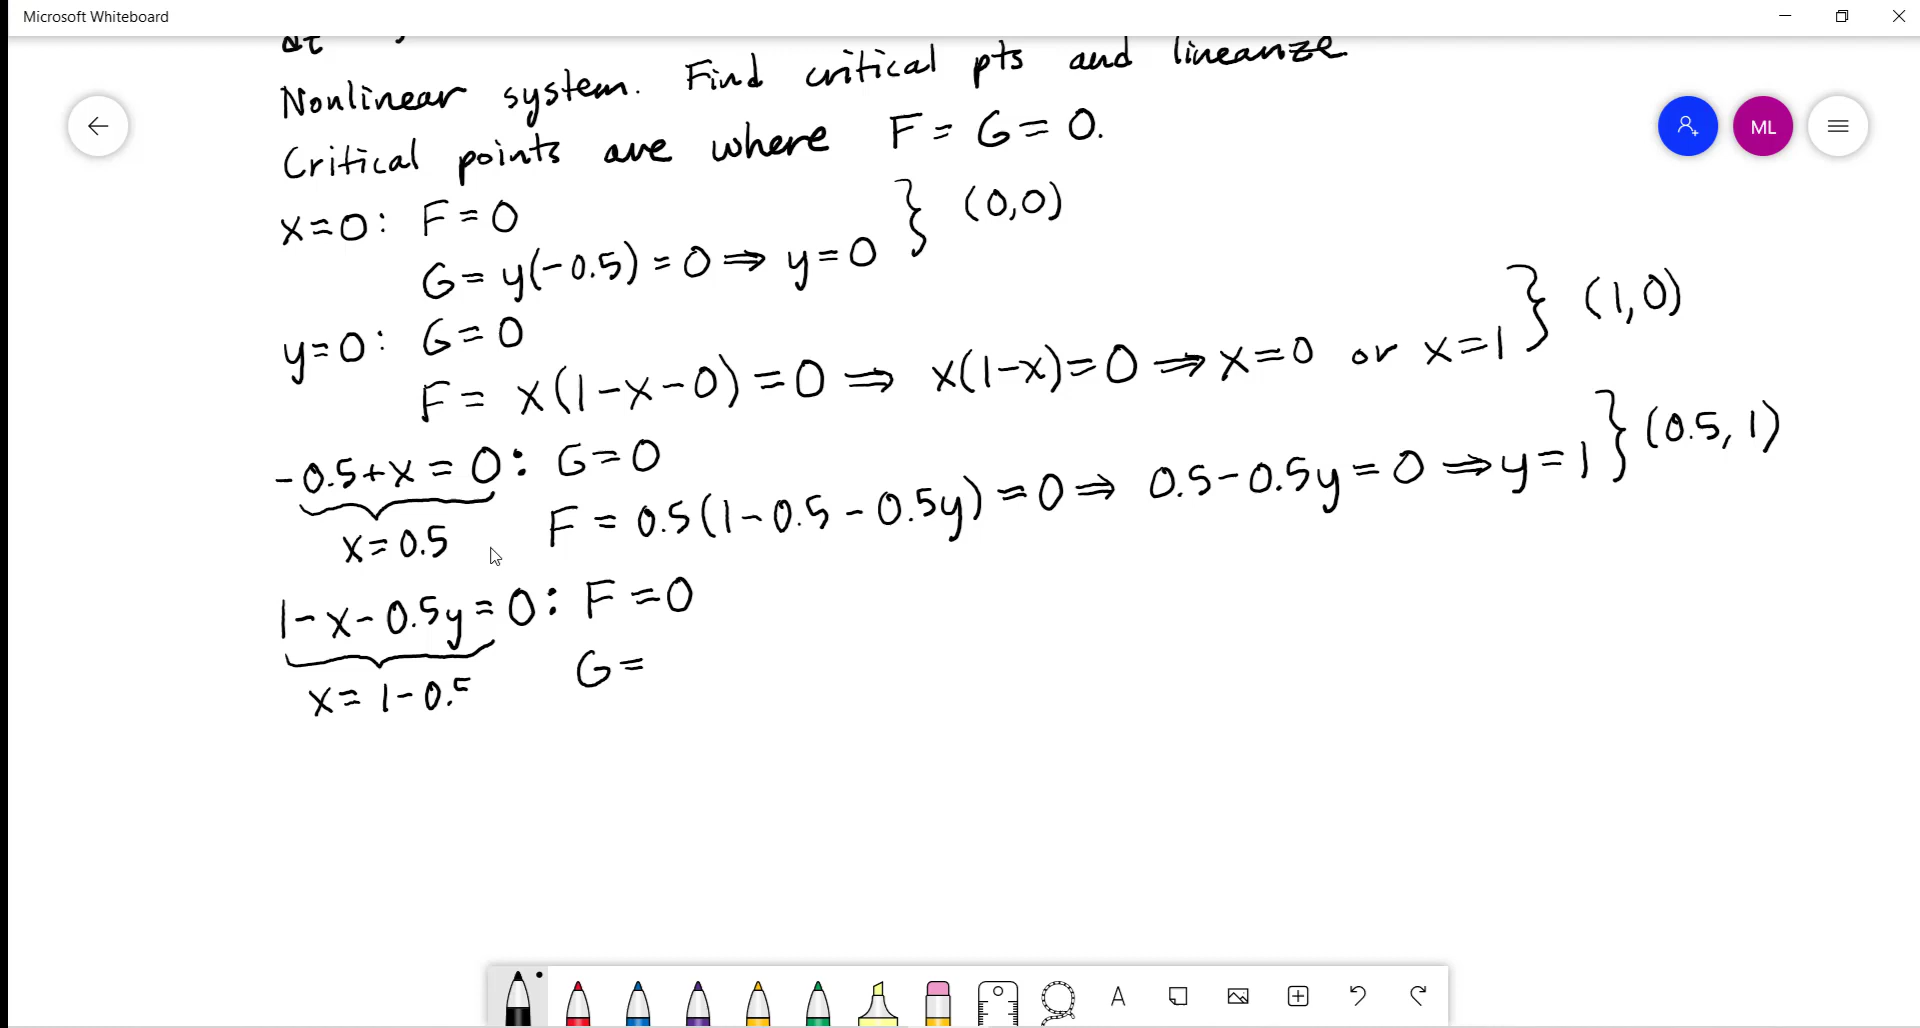 Microsoft Whiteboard
Nonlinear system. Find critical pts and linearize
Critical points are where F = G = 0.
x=0: F=0
G= y(-0.5) = 0 ⇒ y=0 } (0,0)
y=0: G=0
F= x(1-x-0) = 0 ⇒ x(1-x)=0 ⇒ x=0 or x=1 } (1,0)
-0.5+x = 0: G=0
x=0.5
F = 0.5(1-0.5-0.5y) = 0 ⇒ 0.5-0.5y=0 ⇒ y=1 } (0.5, 1)
1-x-0.5y=0: F=0
x= 1-0.5
G=
ML
A